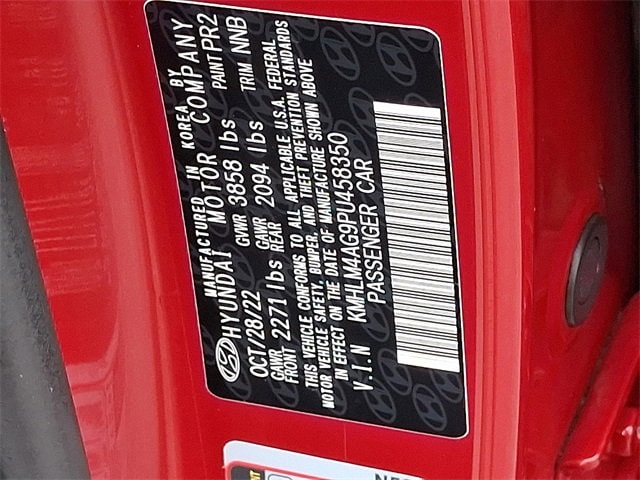 MANUFACTURED IN KOREA BY
HYUNDAI MOTOR COMPANY
OCT/28/22 GVWR 3858 lbs PAINT PR2
GAWR FRONT 2271 lbs GAWR REAR 2094 lbs TRIM NNB
THIS VEHICLE CONFORMS TO ALL APPLICABLE U.S.A. FEDERAL
MOTOR VEHICLE SAFETY, BUMPER, AND THEFT PREVENTION STANDARDS
IN EFFECT ON THE DATE OF MANUFACTURE SHOWN ABOVE
V.I.N KMHLM4AG9PU458350
PASSENGER CAR